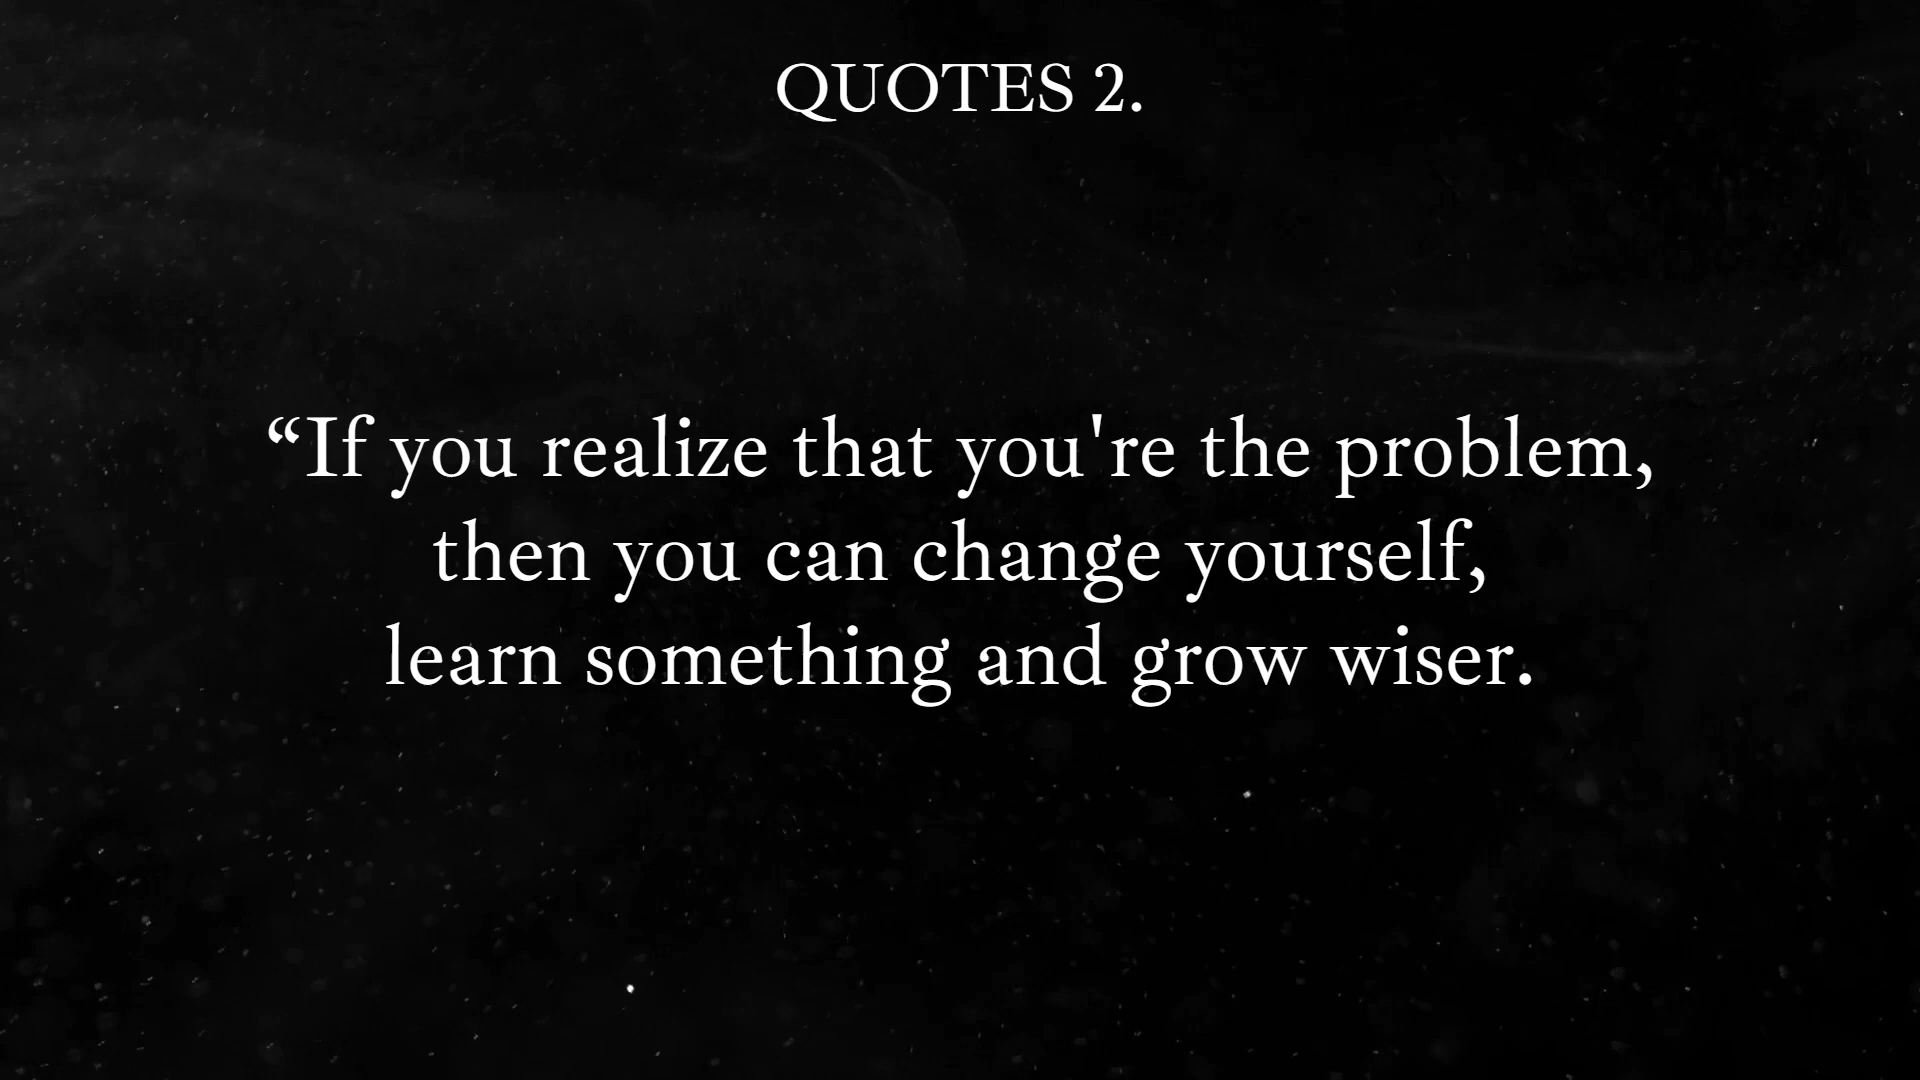 QUOTES 2.
“If you realize that you're the problem,
then you can change yourself,
learn something and grow wiser.